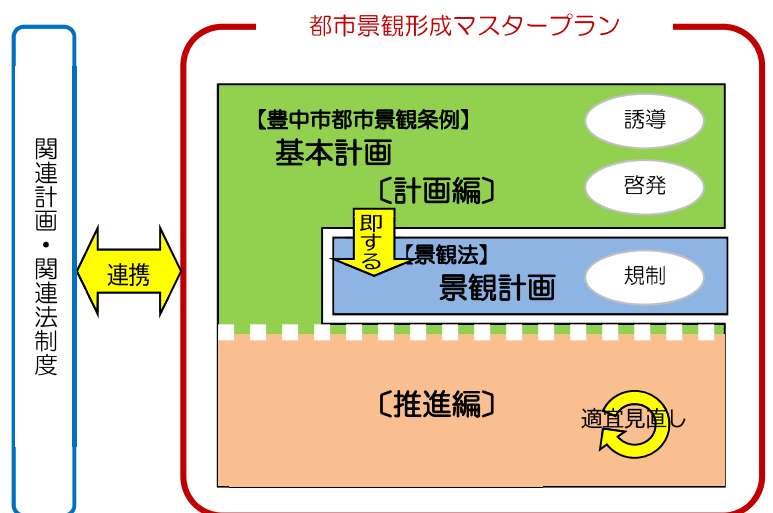 都市景観形成マスタープラン
関連計画・関連法制度
連携
【豊中市都市景観条例】
基本計画
〔計画編〕
誘導
啓発
即する
【景観法】
景観計画
規制
〔推進編〕
適宜見直し